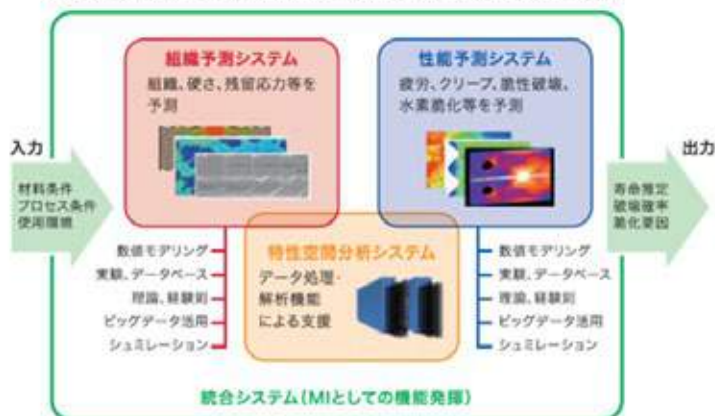 組織予測システム
組織、硬さ、残留応力等を
予測
性能予測システム
疲労、クリープ、脆性破壊、
水素脆化等を予測
入力
材料条件
プロセス条件
使用環境
出力
寿命推定
破壊確率
脆化要因
数値モデリング
実験、データベース
理論、経験則
ビッグデータ活用
シュミレーション
特性空間分析システム
データ処理・
解析機能
による支援
数値モデリング
実験、データベース
理論、経験則
ビッグデータ活用
シュミレーション
統合システム(MIとしての機能発揮)